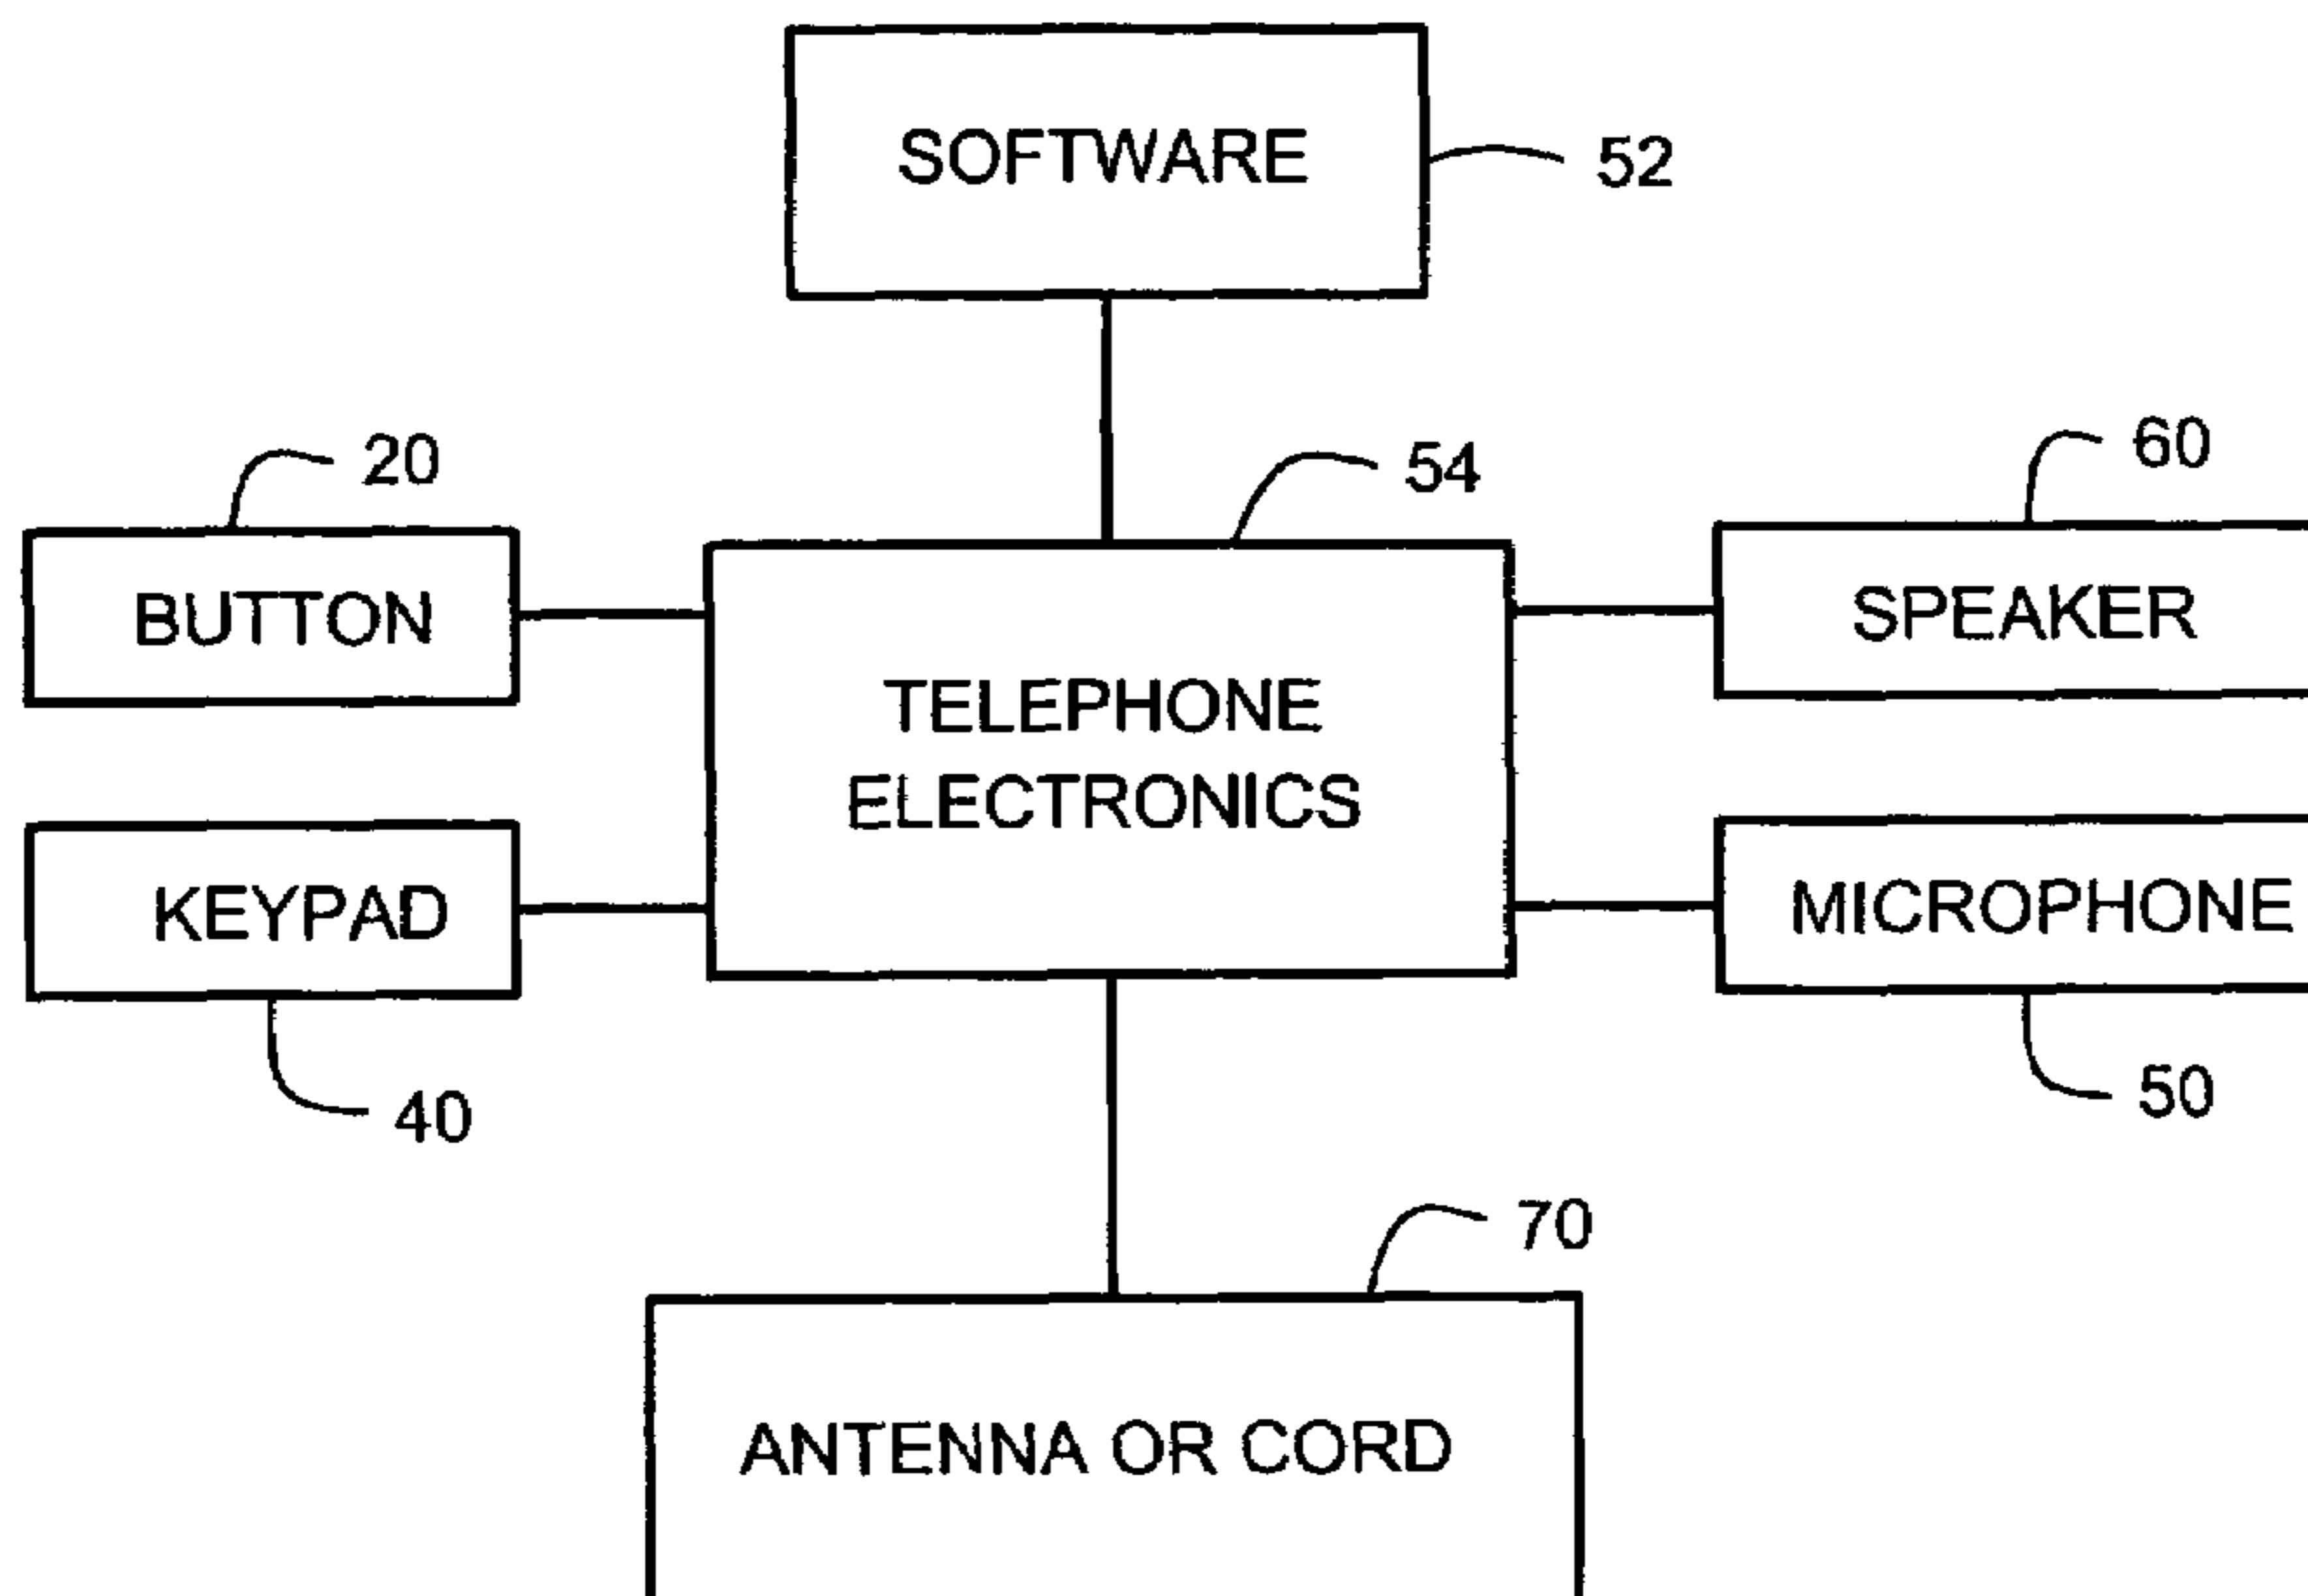 SOFTWARE
52
20
54
60
BUTTON
TELEPHONE
ELECTRONICS
SPEAKER
KEYPAD
MICROPHONE
40
50
70
ANTENNA OR CORD